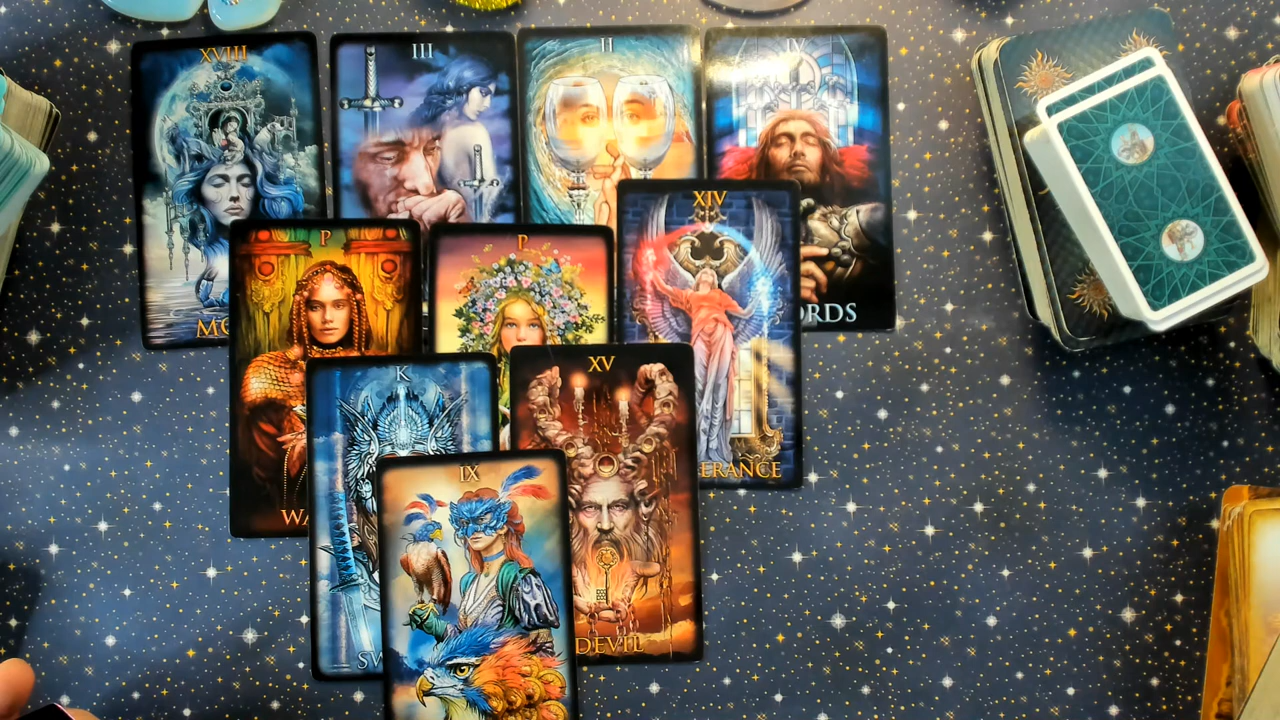 XVIII
III
II
IV
MO
ORDS
XIV
ERANCE
P
P
WA
K
XV
SW
DEVIL
IX